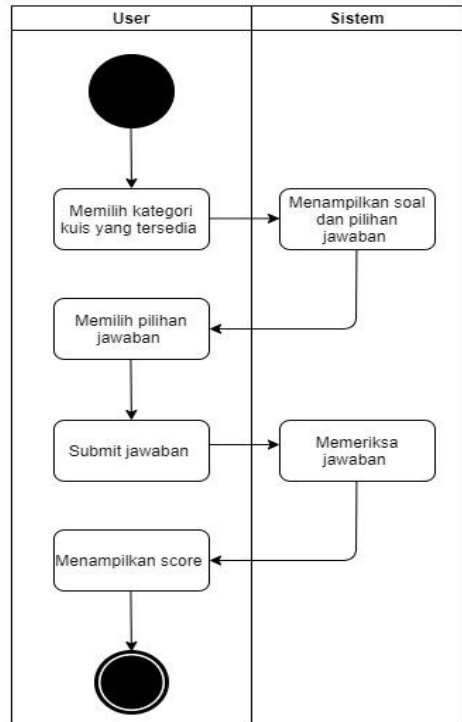 User
Sistem
Memilih kategori
kuis yang tersedia
Menampilkan soal
dan pilihan
jawaban
Memilih pilihan
jawaban
Submit jawaban
Memeriksa
jawaban
Menampilkan score